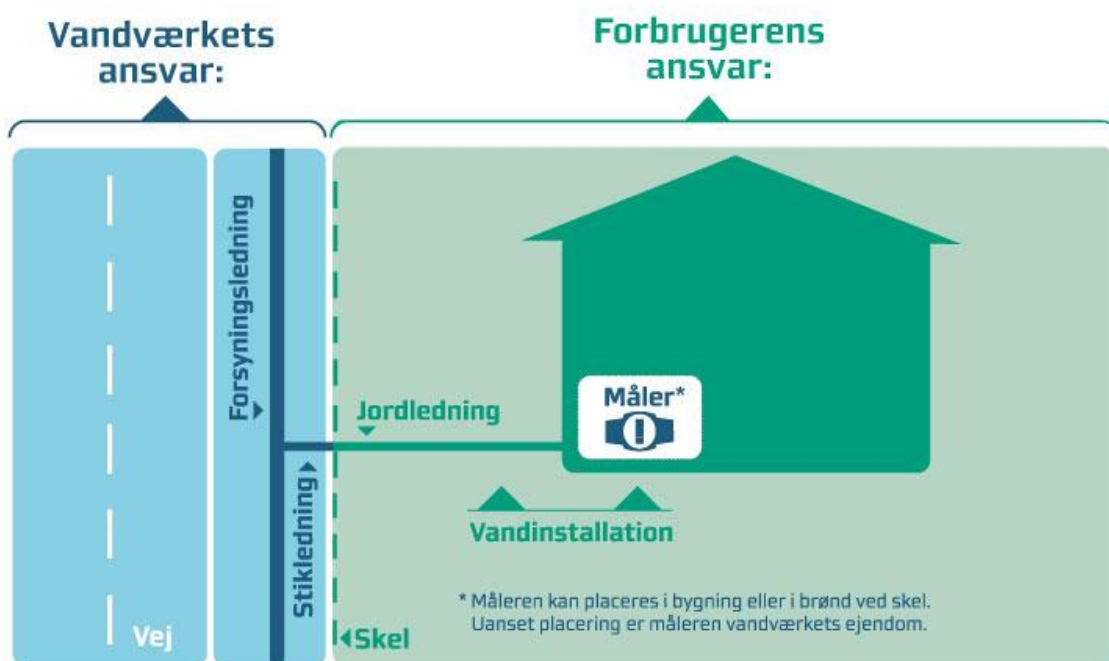 Vandværkets
ansvar:
Forbrugerens
ansvar:
Forsyningsledning
Jordledning
Måler*
Stikledning
Vandinstallation
* Måleren kan placeres i bygning eller i brønd ved skel.
Uanset placering er måleren vandværkets ejendom.
Vej
Skel